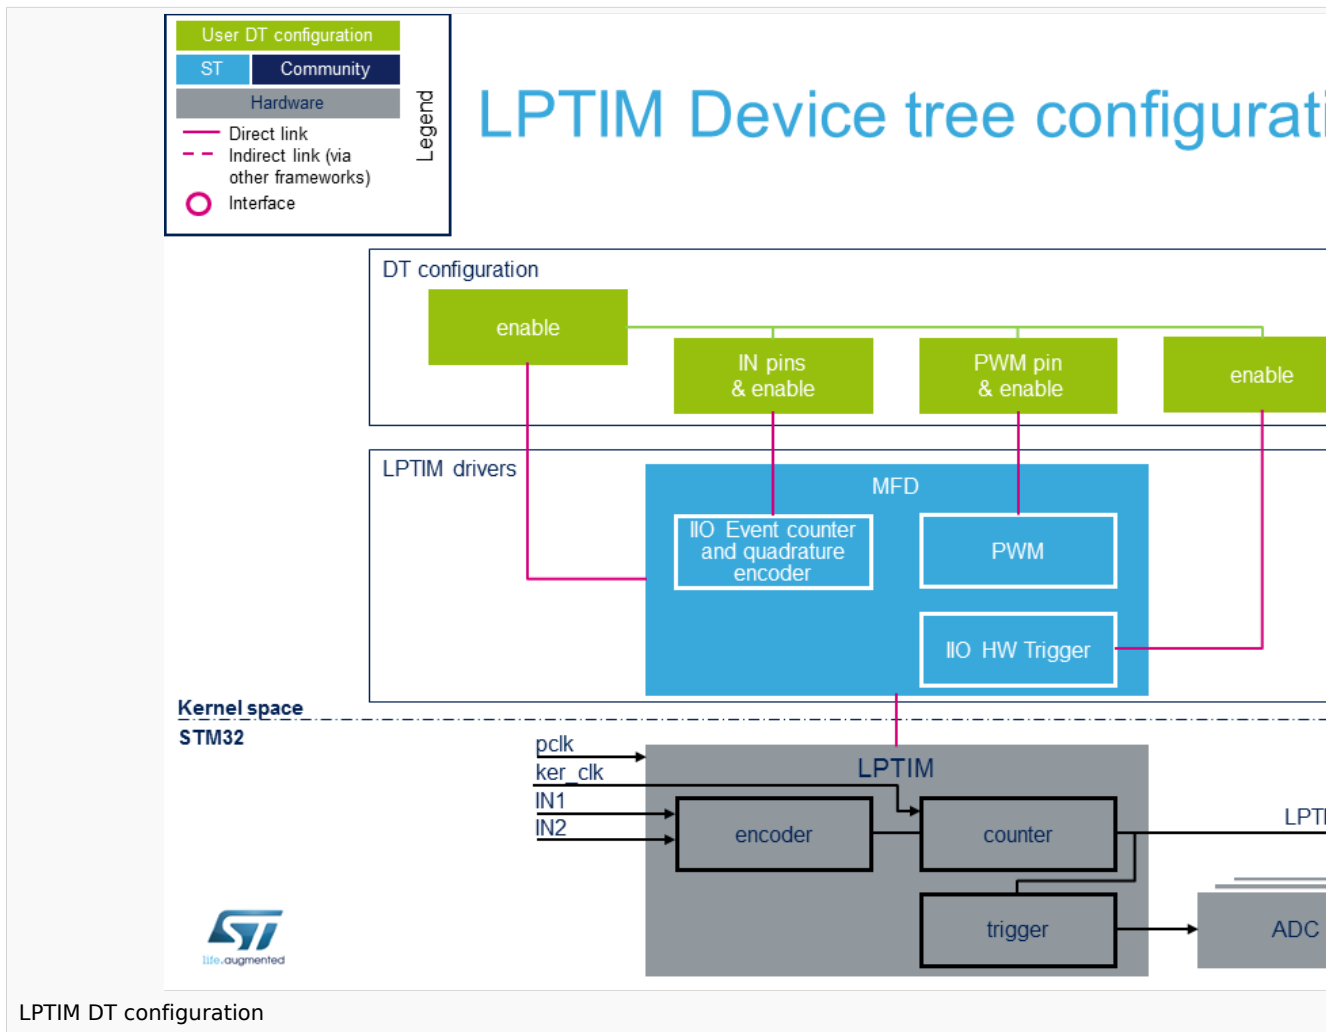 User DT configuration
ST
Community
Hardware
Direct link
Indirect link (via
other frameworks)
Interface
Legend
LPTIM Device tree configurati
DT configuration
enable
IN pins
& enable
PWM pin
& enable
enable
LPTIM drivers
MFD
IIO Event counter
and quadrature
encoder
PWM
IIO HW Trigger
Kernel space
STM32
pclk
ker_clk
IN1
IN2
LPTIM
encoder
counter
LPTI
trigger
ADC
ST
life.augmented
LPTIM DT configuration